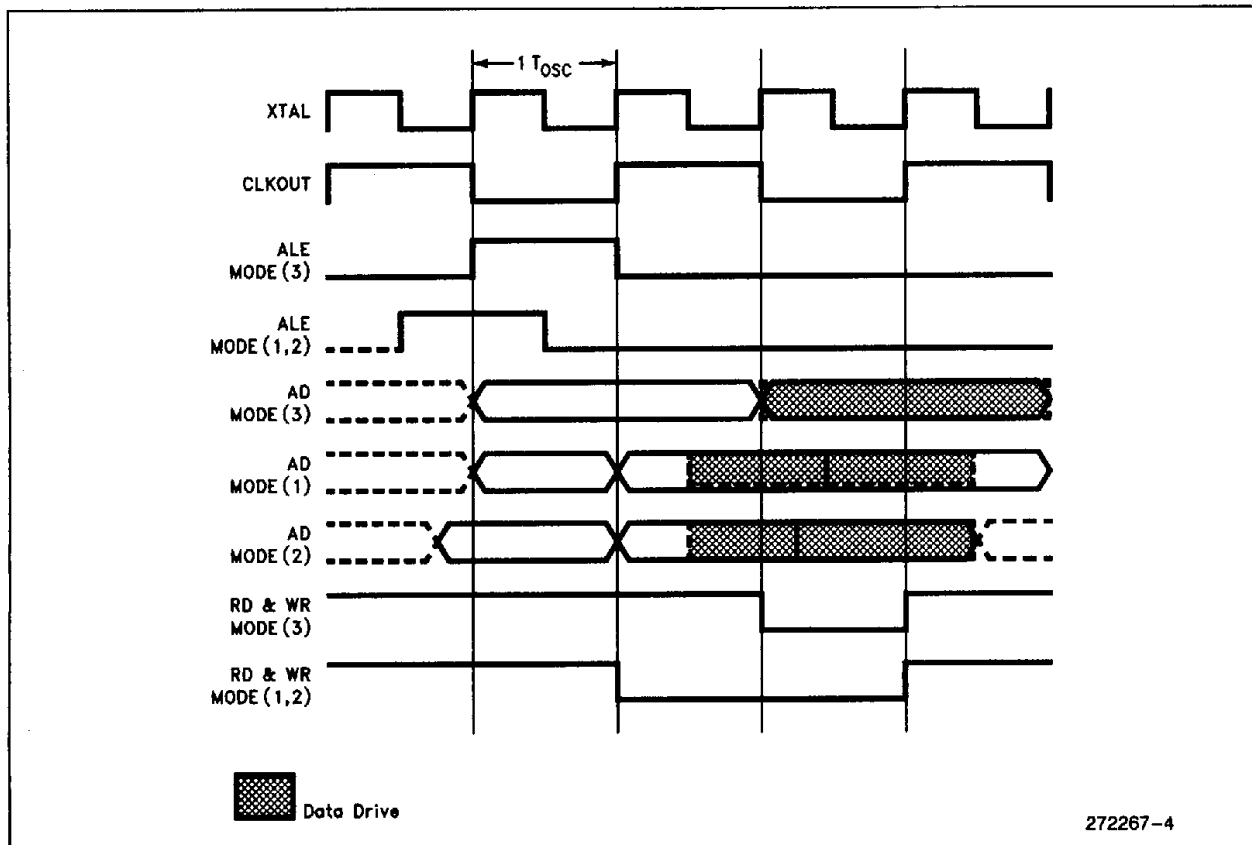 1 TOSC
XTAL
CLKOUT
ALE
MODE (3)
ALE
MODE (1,2)
AD
MODE (3)
AD
MODE (1)
AD
MODE (2)
RD & WR
MODE (3)
RD & WR
MODE (1,2)
Data Drive
272267-4